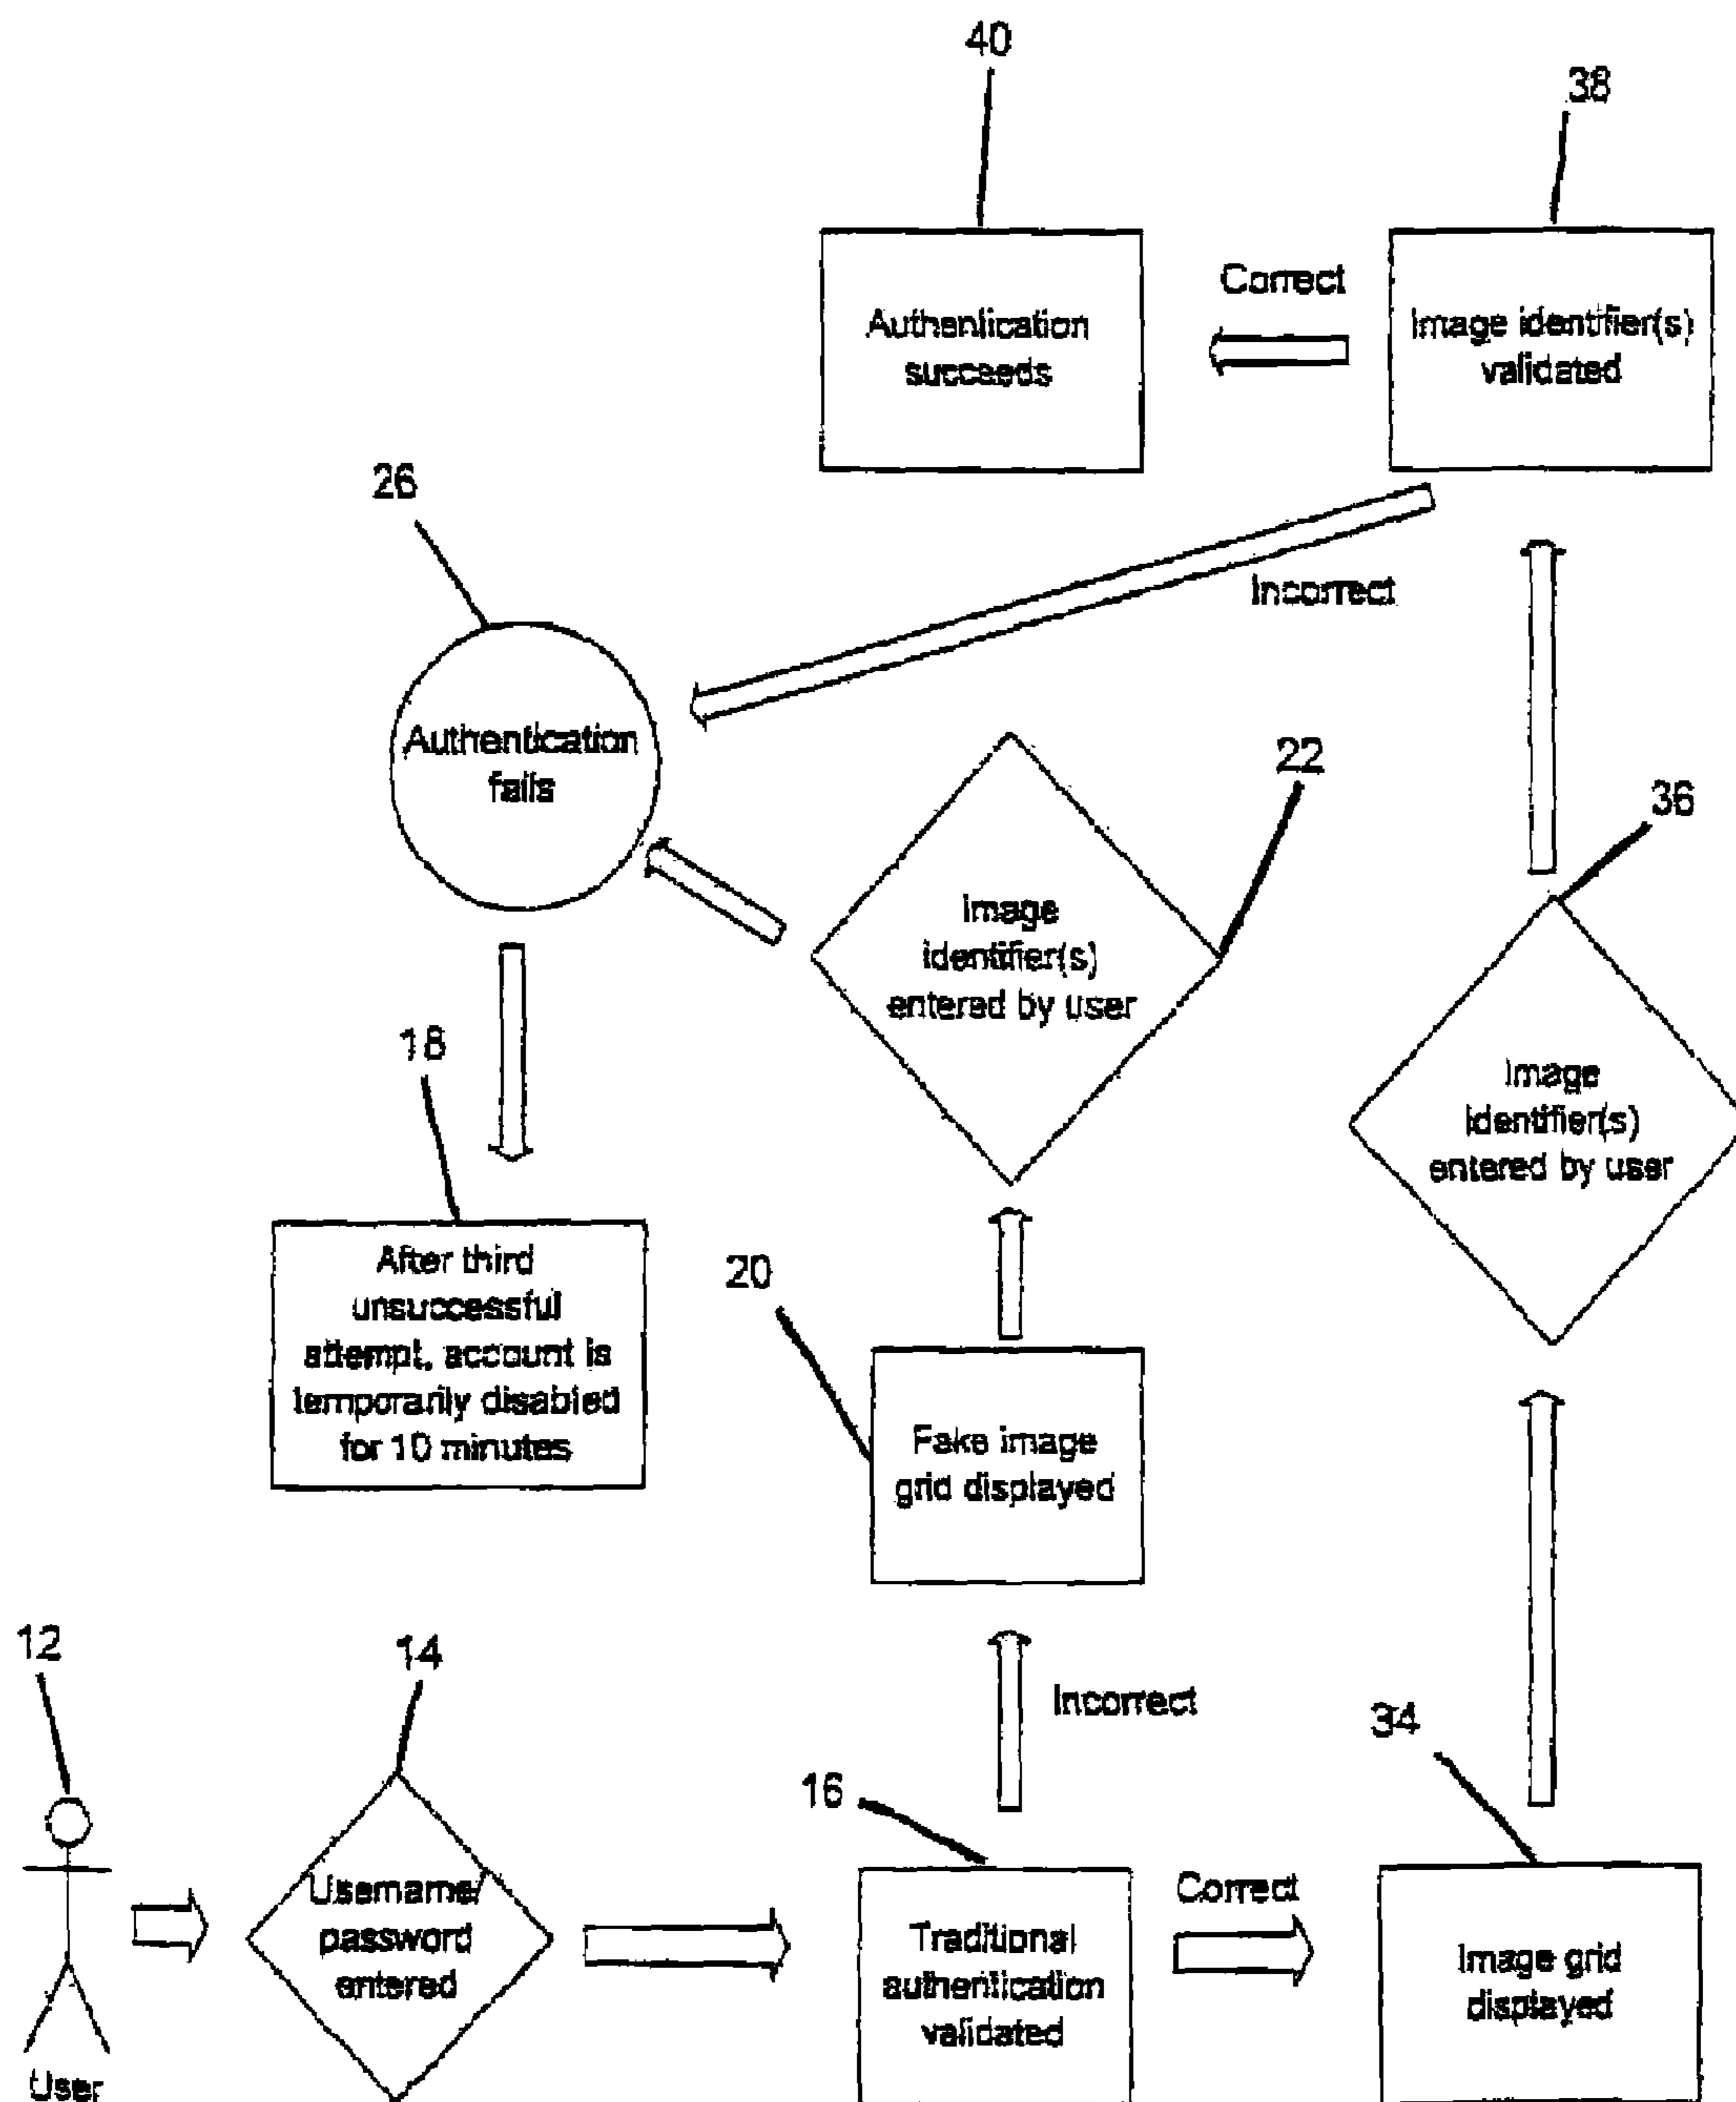 40
38
Authentication
succeeds
Correct
Image identifier(s)
validated
26
Incorrect
Authentication
fails
22
36
Image
identifier(s)
entered by user
18
Image
identifier(s)
entered by user
After third
unsuccessful
attempt, account is
temporarily disabled
for 10 minutes
20
Fake image
grid displayed
12
14
Incorrect
34
16
Username/
password
entered
Traditional
authentication
validated
Correct
Image grid
displayed
User